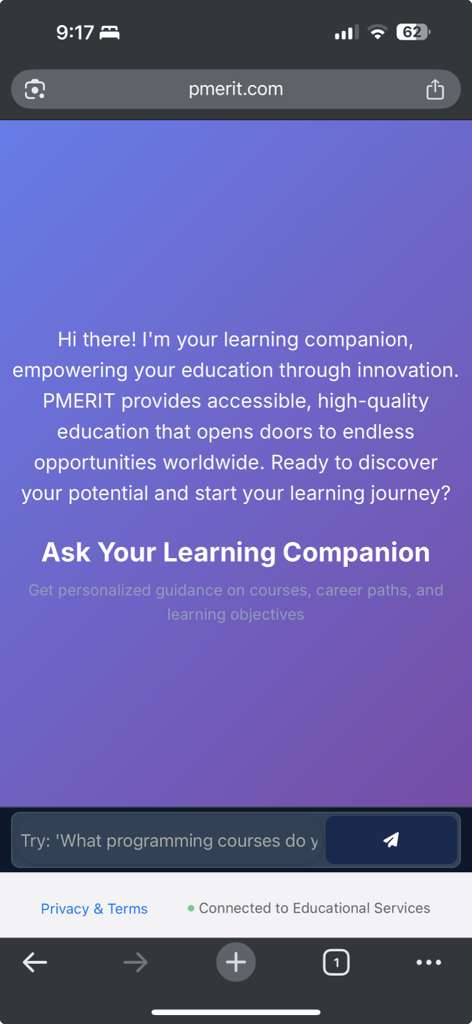 9:17
62
pmerit.com
Hi there! I'm your learning companion,
empowering your education through innovation.
PMERIT provides accessible, high-quality
education that opens doors to endless
opportunities worldwide. Ready to discover
your potential and start your learning journey?
Ask Your Learning Companion
Get personalized guidance on courses, career paths, and
learning objectives
Try: 'What programming courses do y
Privacy & Terms
Connected to Educational Services
1